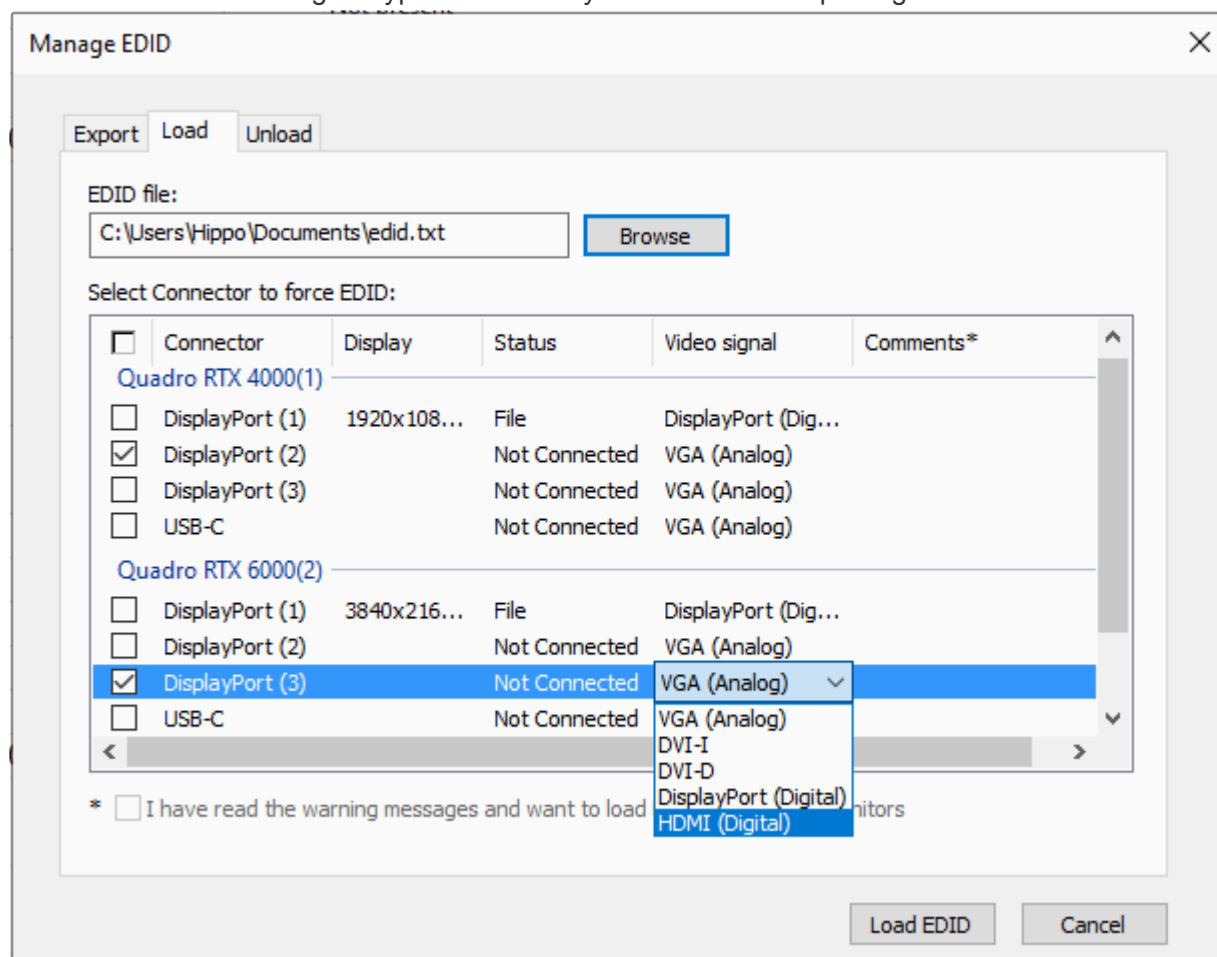 Manage EDID
Export Load Unload
EDID file:
C:\Users\Hippo\Documents\edid.txt Browse
Select Connector to force EDID:
Connector Display Status Video signal Comments*
Quadro RTX 4000(1)
DisplayPort (1) 1920x108... File DisplayPort (Dig...
DisplayPort (2) Not Connected VGA (Analog)
DisplayPort (3) Not Connected VGA (Analog)
USB-C Not Connected VGA (Analog)
Quadro RTX 6000(2)
DisplayPort (1) 3840x216... File DisplayPort (Dig...
DisplayPort (2) Not Connected VGA (Analog)
DisplayPort (3) Not Connected VGA (Analog)
USB-C Not Connected VGA (Analog)
DVI-I
DVI-D
DisplayPort (Digital)
HDMI (Digital)
* I have read the warning messages and want to load nitors
Load EDID Cancel